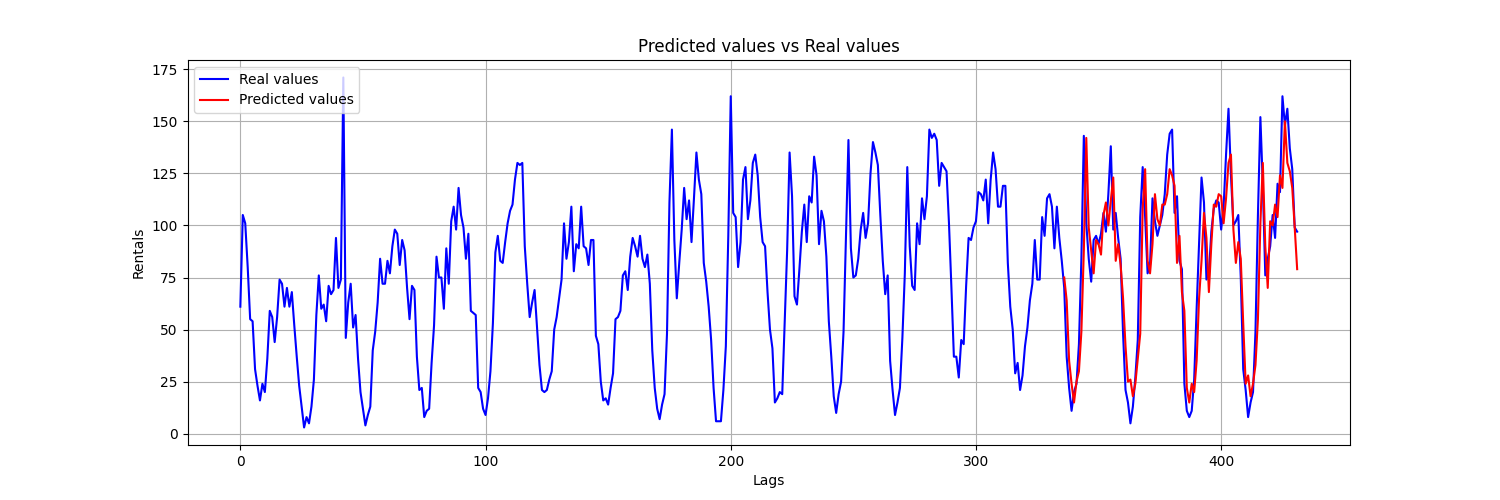 Predicted values vs Real values
Real values
Predicted values
175
150
125
100
75
50
25
0
Rentals
0 100 200 300 400
Lags